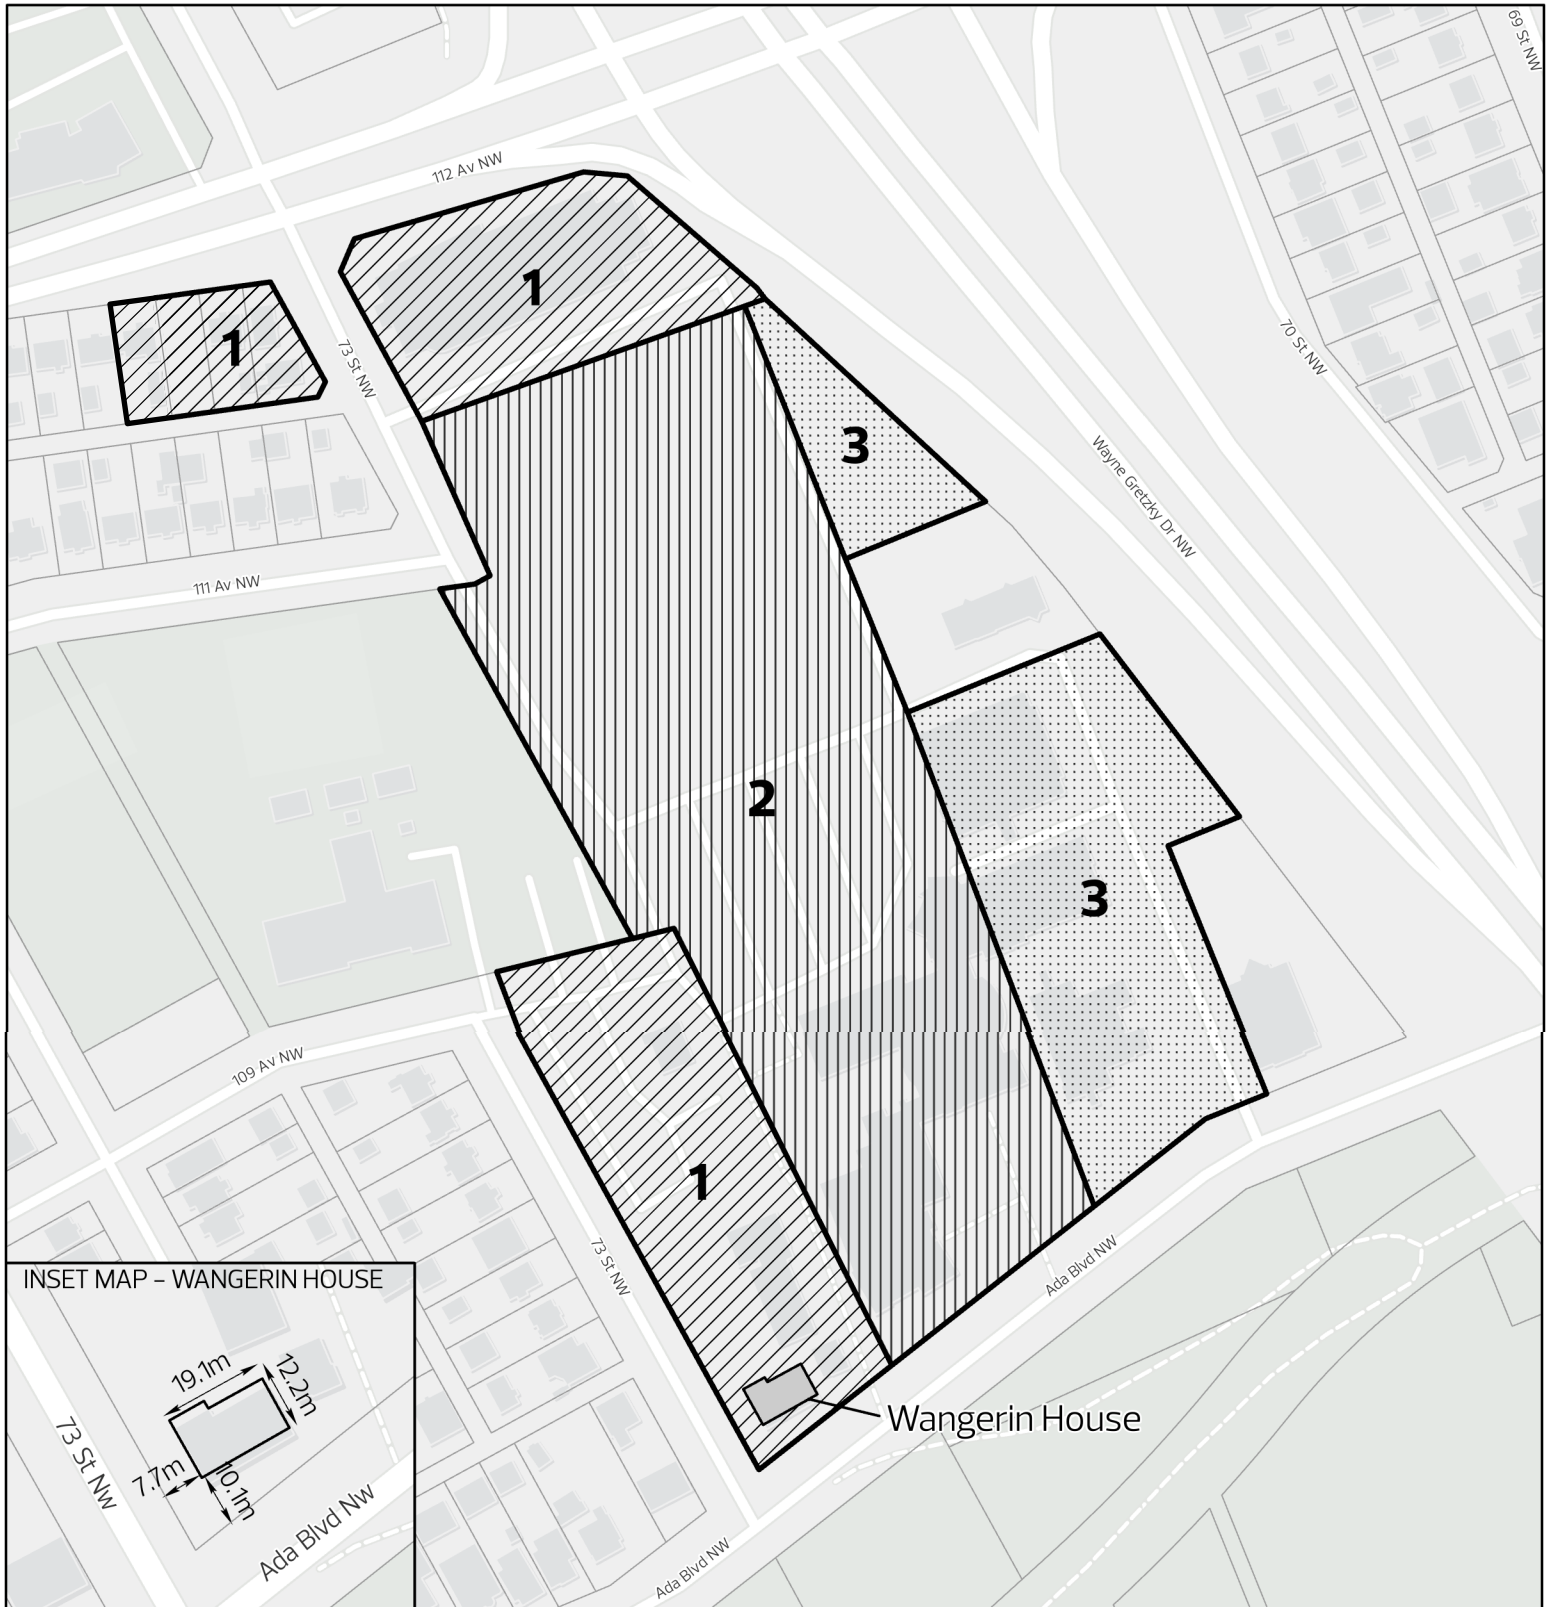 69 St NW
112 Av NW
1
1
73 St NW
70 St NW
3
Wayne Gretzky Dr NW
111 Av NW
2
3
109 Av NW
1
73 St NW
Ada Blvd NW
INSET MAP – WANGERIN HOUSE
19.1m
12.2m
7.7m
10.1m
73 St Nw
Ada Blvd Nw
Wangerin House
Ada Blvd NW